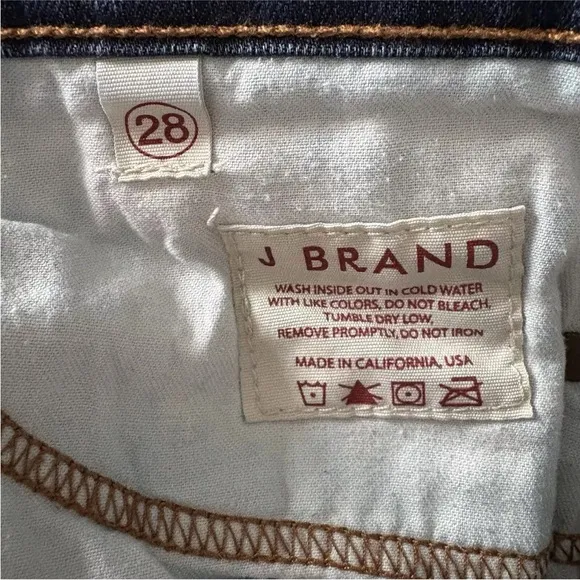 28
J BRAND
WASH INSIDE OUT IN COLD WATER
WITH LIKE COLORS, DO NOT BLEACH.
TUMBLE DRY LOW.
REMOVE PROMPTLY, DO NOT IRON
MADE IN CALIFORNIA, USA